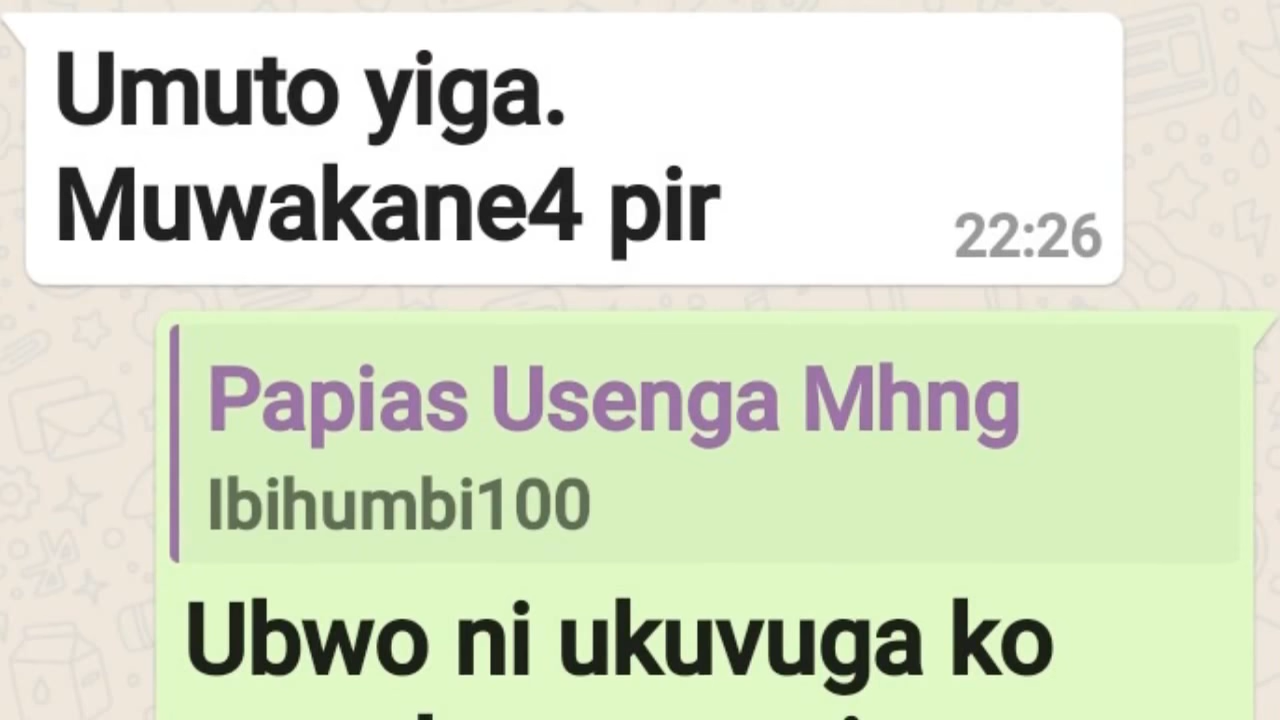 Umuto yiga.
Muwakane4 pir
22:26
Papias Usenga Mhng
Ibihumbi100
Ubwo ni ukuvuga ko